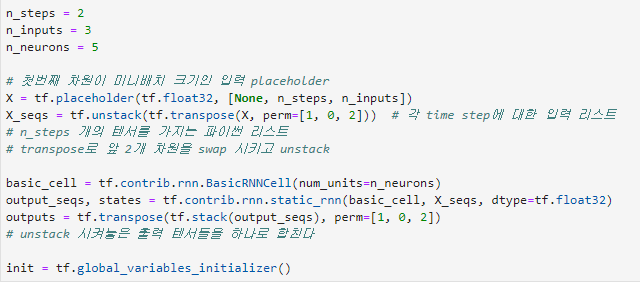 n_steps = 2
n_inputs = 3
n_neurons = 5
# 첫번째 차원이 미니배치 크기인 입력 placeholder
X = tf.placeholder(tf.float32, [None, n_steps, n_inputs])
X_seqs = tf.unstack(tf.transpose(X, perm=[1, 0, 2]))  # 각 time step에 대한 입력 리스트
# n_steps 개의 텐서를 가지는 파이썬 리스트
# transpose로 앞 2개 차원을 swap 시키고 unstack
basic_cell = tf.contrib.rnn.BasicRNNCell(num_units=n_neurons)
output_seqs, states = tf.contrib.rnn.static_rnn(basic_cell, X_seqs, dtype=tf.float32)
outputs = tf.transpose(tf.stack(output_seqs), perm=[1, 0, 2])
# unstack 시켜놓은 출력 텐서들을 하나로 합친다
init = tf.global_variables_initializer()